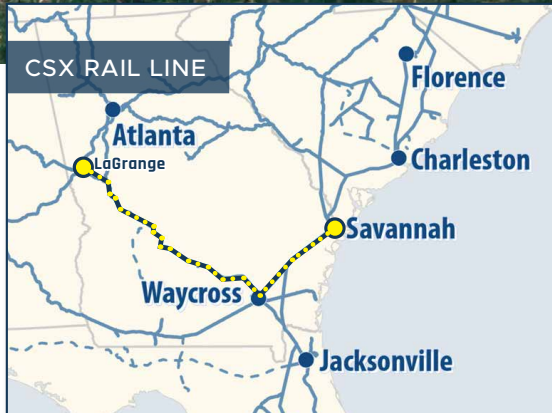 CSX RAIL LINE
Florence
Atlanta
LaGrange
Charleston
Savannah
Waycross
Jacksonville